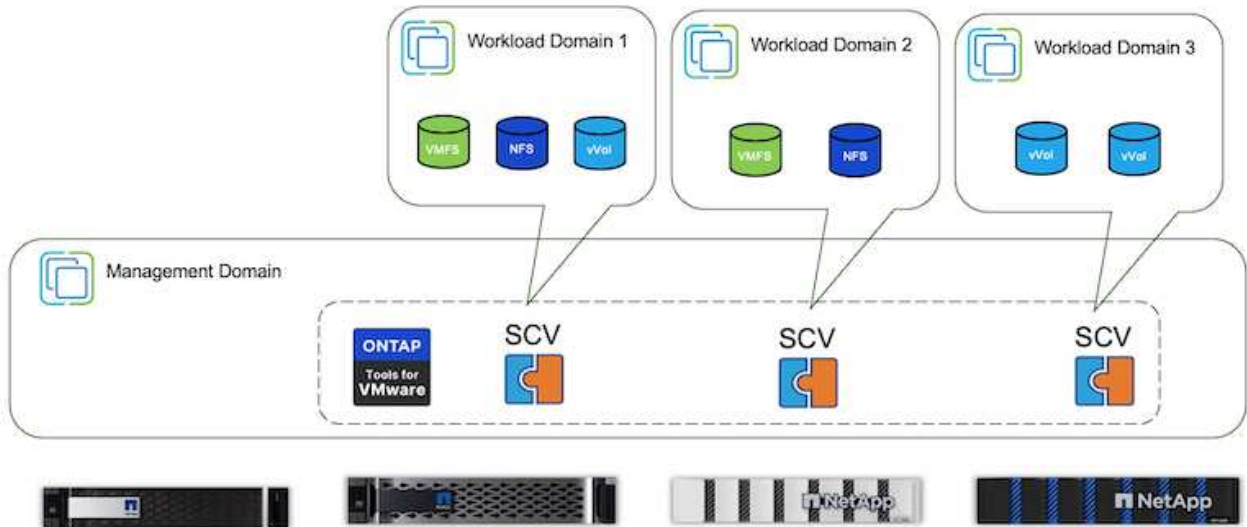 Workload Domain 1
Workload Domain 2
Workload Domain 3
VMFS
NFS
vVol
VMFS
NFS
vVol
vVol
Management Domain
ONTAP
Tools for
VMware
SCV
SCV
SCV
NetApp
NetApp